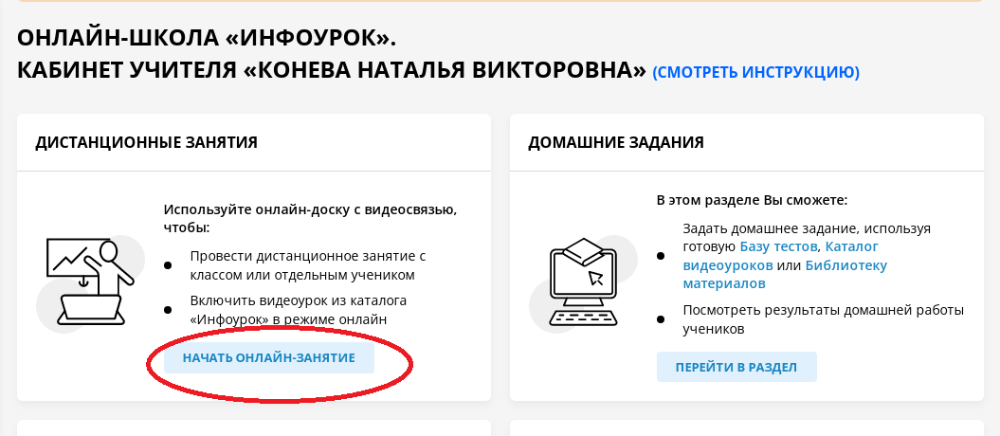 ОНЛАЙН-ШКОЛА «ИНФОУРОК».
КАБИНЕТ УЧИТЕЛЯ «КОНЕВА НАТАЛЬЯ ВИКТОРОВНА» (СМОТРЕТЬ ИНСТРУКЦИЮ)
ДИСТАНЦИОННЫЕ ЗАНЯТИЯ
Используйте онлайн-доску с видеосвязью,
чтобы:
Провести дистанционное занятие с
классом или отдельным учеником
Включить видеоурок из каталога
«Инфоурок» в режиме онлайн
НАЧАТЬ ОНЛАЙН-ЗАНЯТИЕ
ДОМАШНИЕ ЗАДАНИЯ
В этом разделе Вы сможете:
Задать домашнее задание, используя
готовую Базу тестов, Каталог
видеоуроков или Библиотеку
материалов
Посмотреть результаты домашней работы
учеников
ПЕРЕЙТИ В РАЗДЕЛ